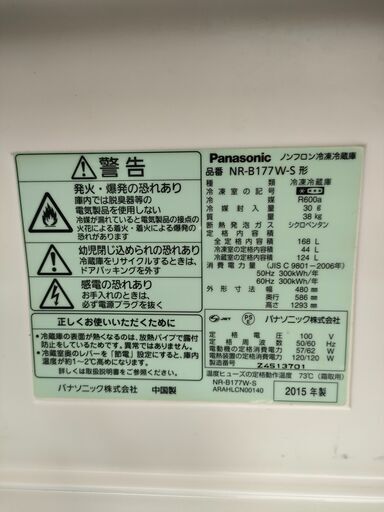 警告
発火・爆発の恐れあり
庫内では脱臭器等の
電気製品を使用しない
冷媒が漏れていると電気製品の接点の
火花による着火・着火による爆発の
恐れあり
幼児閉じ込められの恐れあり
冷蔵庫をリサイクルするときは、
ドアパッキングを外す
感電の恐れあり
お手入れのときは、
必ず電源プラグを抜く
正しくお使いいただくために
•冷蔵庫の表面が熱くなるのは、放熱パイプで露付
防止をしているためで、異常ではありません。
•冷蔵室奥のレバーを「節電」設定にすると、庫内
温度が約1~2℃高めになります。
詳しくは取扱説明書をご参照ください。
パナソニック株式会社 中国製
Panasonic ノンフロン冷凍冷蔵庫
品番 NR-B177W-S 形
種類 冷凍冷蔵庫
冷凍室の記号
冷媒 R600a
冷媒封入量 30 g
質量 38 kg
断熱発泡ガス シクロペンタン
定格内容積
全定格内容積 168 L
冷凍室の定格内容積 44 L
冷蔵室の定格内容積 124 L
消費電力量 (JIS C 9801-2006年)
50Hz 300kWh/年
60Hz 300kWh/年
外形寸法 幅 480 mm
奥行 586 mm
高さ 1293 mm
JET PS E パナソニック株式会社
定格電圧 100 V
定格周波数 50/60 Hz
電動機の定格消費電力 57/62 W
電熱装置の定格消費電力 120/120 W
Z4513701
温度ヒューズの定格動作温度 73℃ (霜取用)
NR-B177W-S
ARAHLCN00140
2015 年製